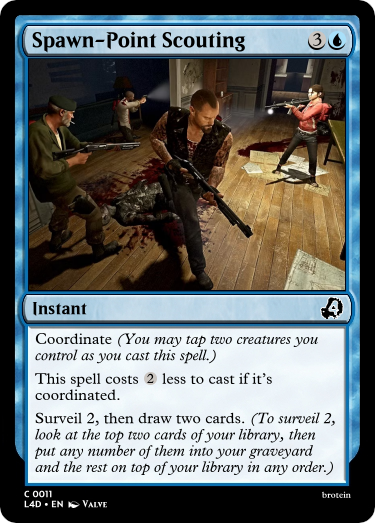 Spawn-Point Scouting 3
Instant
4
Coordinate (You may tap two creatures you
control as you cast this spell.)
This spell costs 2 less to cast if it's
coordinated.
Surveil 2, then draw two cards. (To surveil 2,
look at the top two cards of your library, then
put any number of them into your graveyard
and the rest on top of your library in any order.)
C 0011
L4D • EN VALVE
brotein